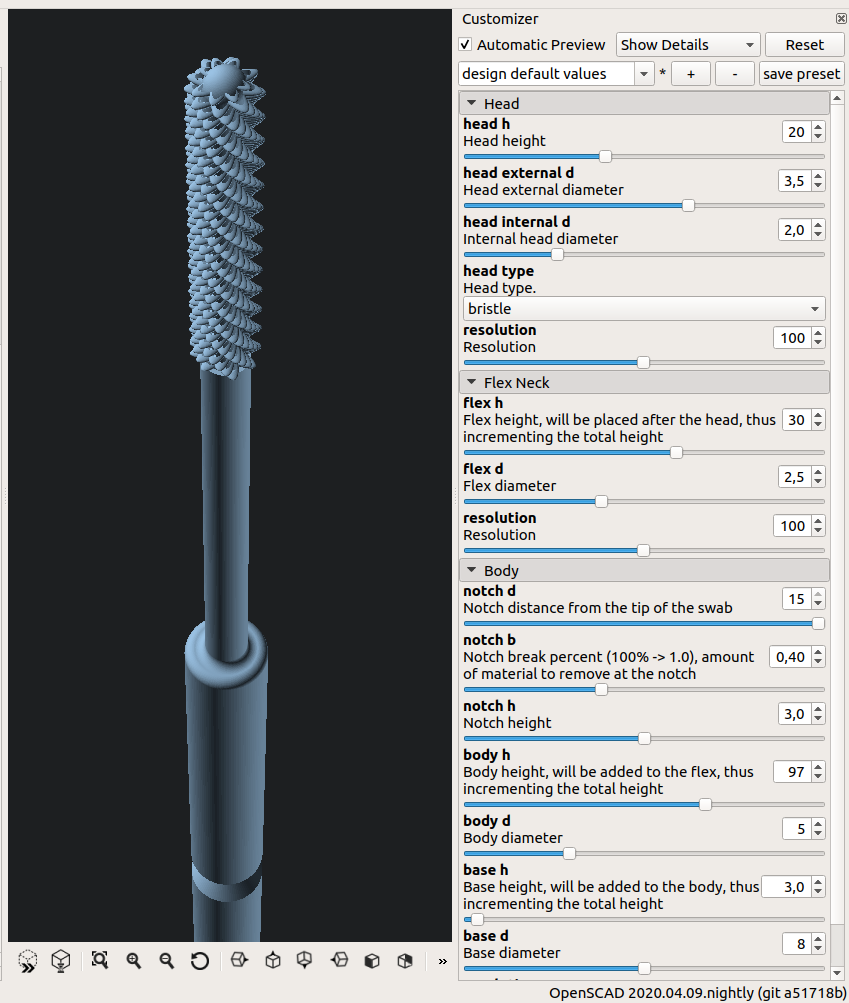 Customizer
Automatic Preview
Show Details
Reset
design default values
*
+
-
save preset
Head
head h
Head height
20
head external d
Head external diameter
3,5
head internal d
Internal head diameter
2,0
head type
Head type.
bristle
resolution
Resolution
100
Flex Neck
flex h
Flex height, will be placed after the head, thus
incrementing the total height
30
flex d
Flex diameter
2,5
resolution
Resolution
100
Body
notch d
Notch distance from the tip of the swab
15
notch b
Notch break percent (100% -> 1.0), amount
of material to remove at the notch
0,40
notch h
Notch height
3,0
body h
Body height, will be added to the flex, thus
incrementing the total height
97
body d
Body diameter
5
base h
Base height, will be added to the body, thus
incrementing the total height
3,0
base d
Base diameter
8
»
OpenSCAD 2020.04.09.nightly (git a51718b)